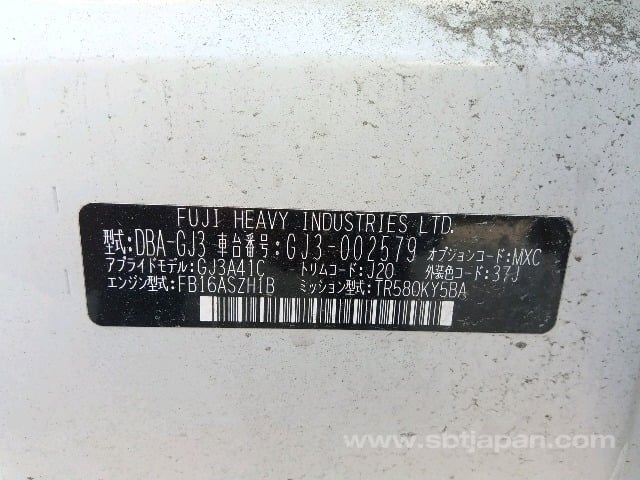 FUJI HEAVY INDUSTRIES LTD.
型式:DBA-GJ3 車台番号:GJ3-002579 オプションコード:MXC
アプライドモデル:GJ3A41C トリムコード:J20 外装色コード:37J
エンジン型式:FB16ASZH1B ミッション型式:TR580KY5BA
www.sbtjapan.com